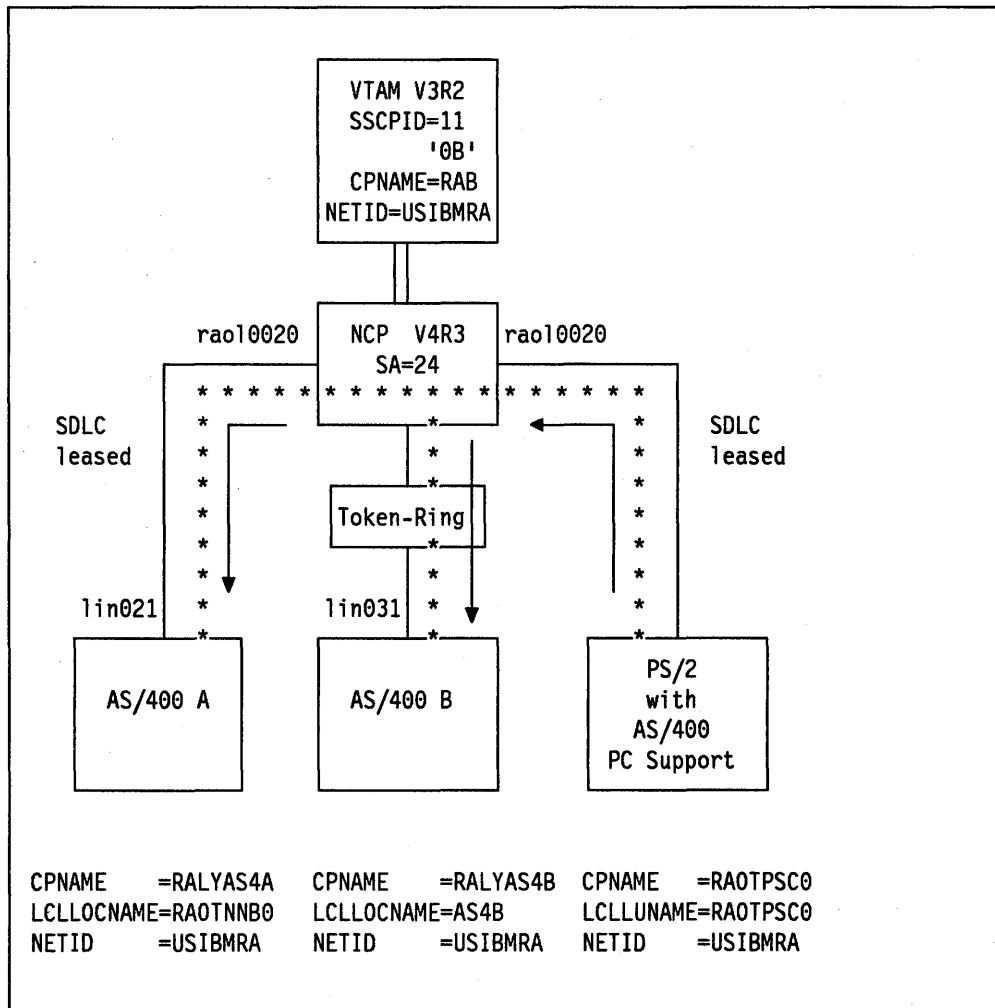 VTAM V3R2
SSCPID=11
'0B'
CPNAME=RAB
NETID=USIBMRA
rao10020
NCP V4R3
SA=24
rao10020
* * * * * * * * * * * * * * * * * *
SDLC
leased
SDLC
leased
Token-Ring
lin021
lin031
AS/400 A
AS/400 B
PS/2
with
AS/400
PC Support
CPNAME =RALYAS4A CPNAME =RALYAS4B CPNAME =RAOTPSC0
LCLLOCNAME=RAOTNNB0 LCLLOCNAME=AS4B LCLLUNAME=RAOTPSC0
NETID =USIBMRA NETID =USIBMRA NETID =USIBMRA